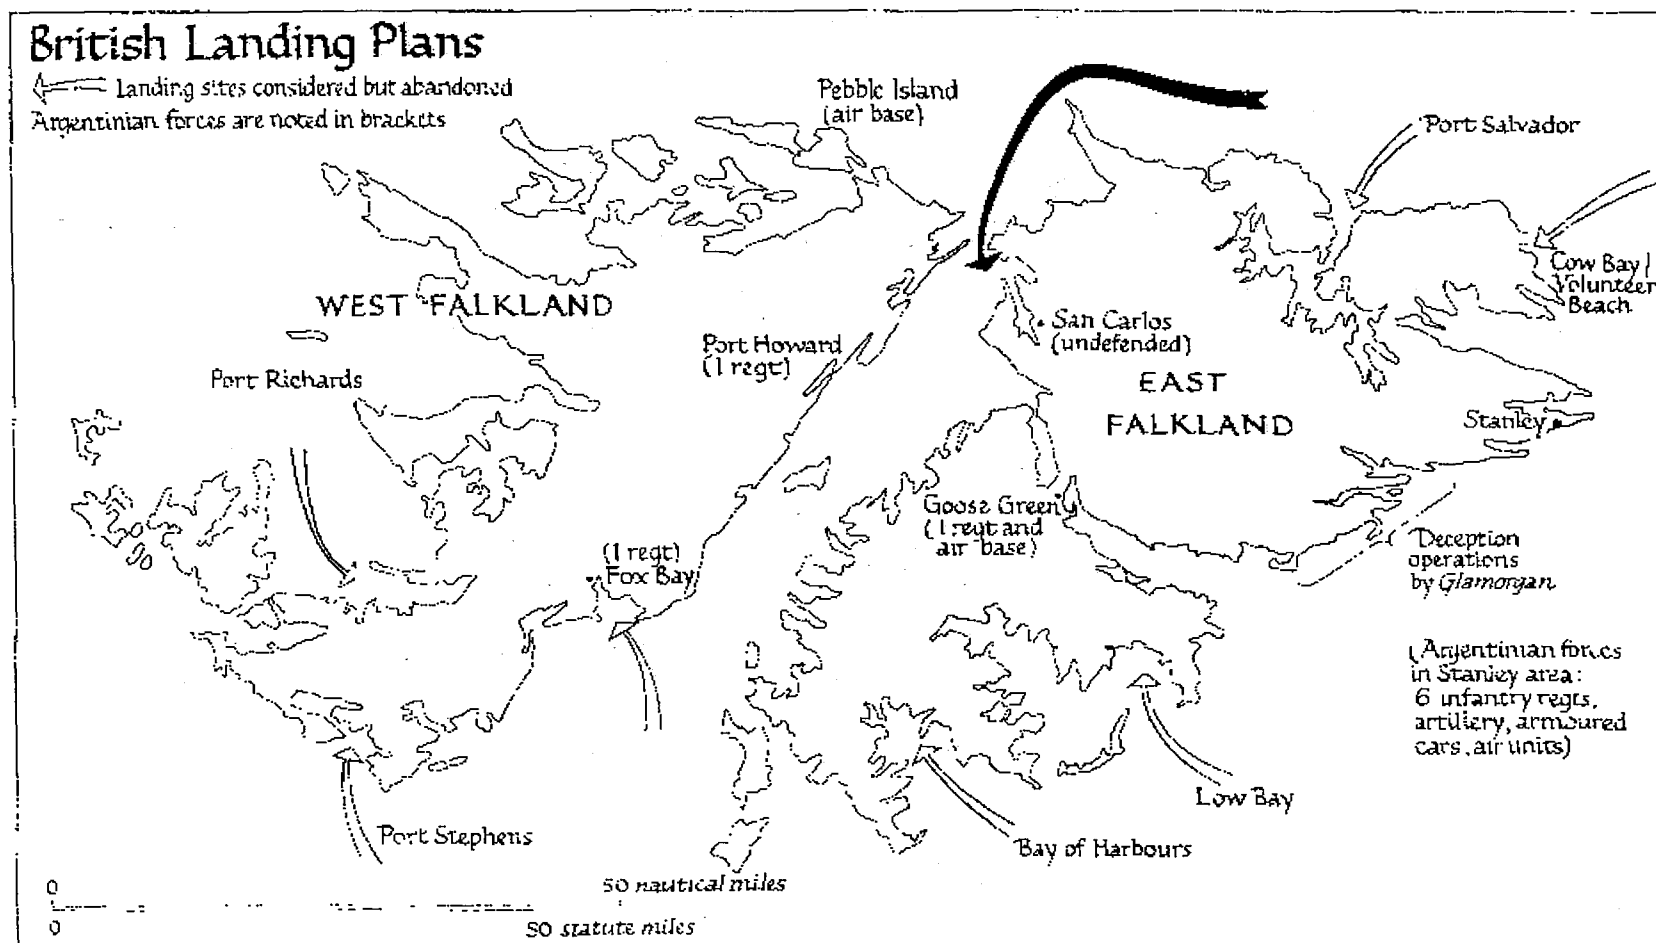 British Landing Plans
Landing sites considered but abandoned
Argentinian forces are noted in brackets
Pebble Island
(air base)
Port Salvador
Cow Bay /
Volunteer
Beach
WEST FALKLAND
San Carlos
(undefended)
Port Howard
(1 regt)
Port Richards
EAST
FALKLAND
Stanley
Goose Green
(1 regt and
air base)
(1 regt)
Fox Bay
Deception
operations
by Glamorgan
(Argentinian forces
in Stanley area:
6 infantry regts,
artillery, armoured
cars, air units)
Low Bay
Port Stephens
Bay of Harbours
0
50 nautical miles
0
50 statute miles